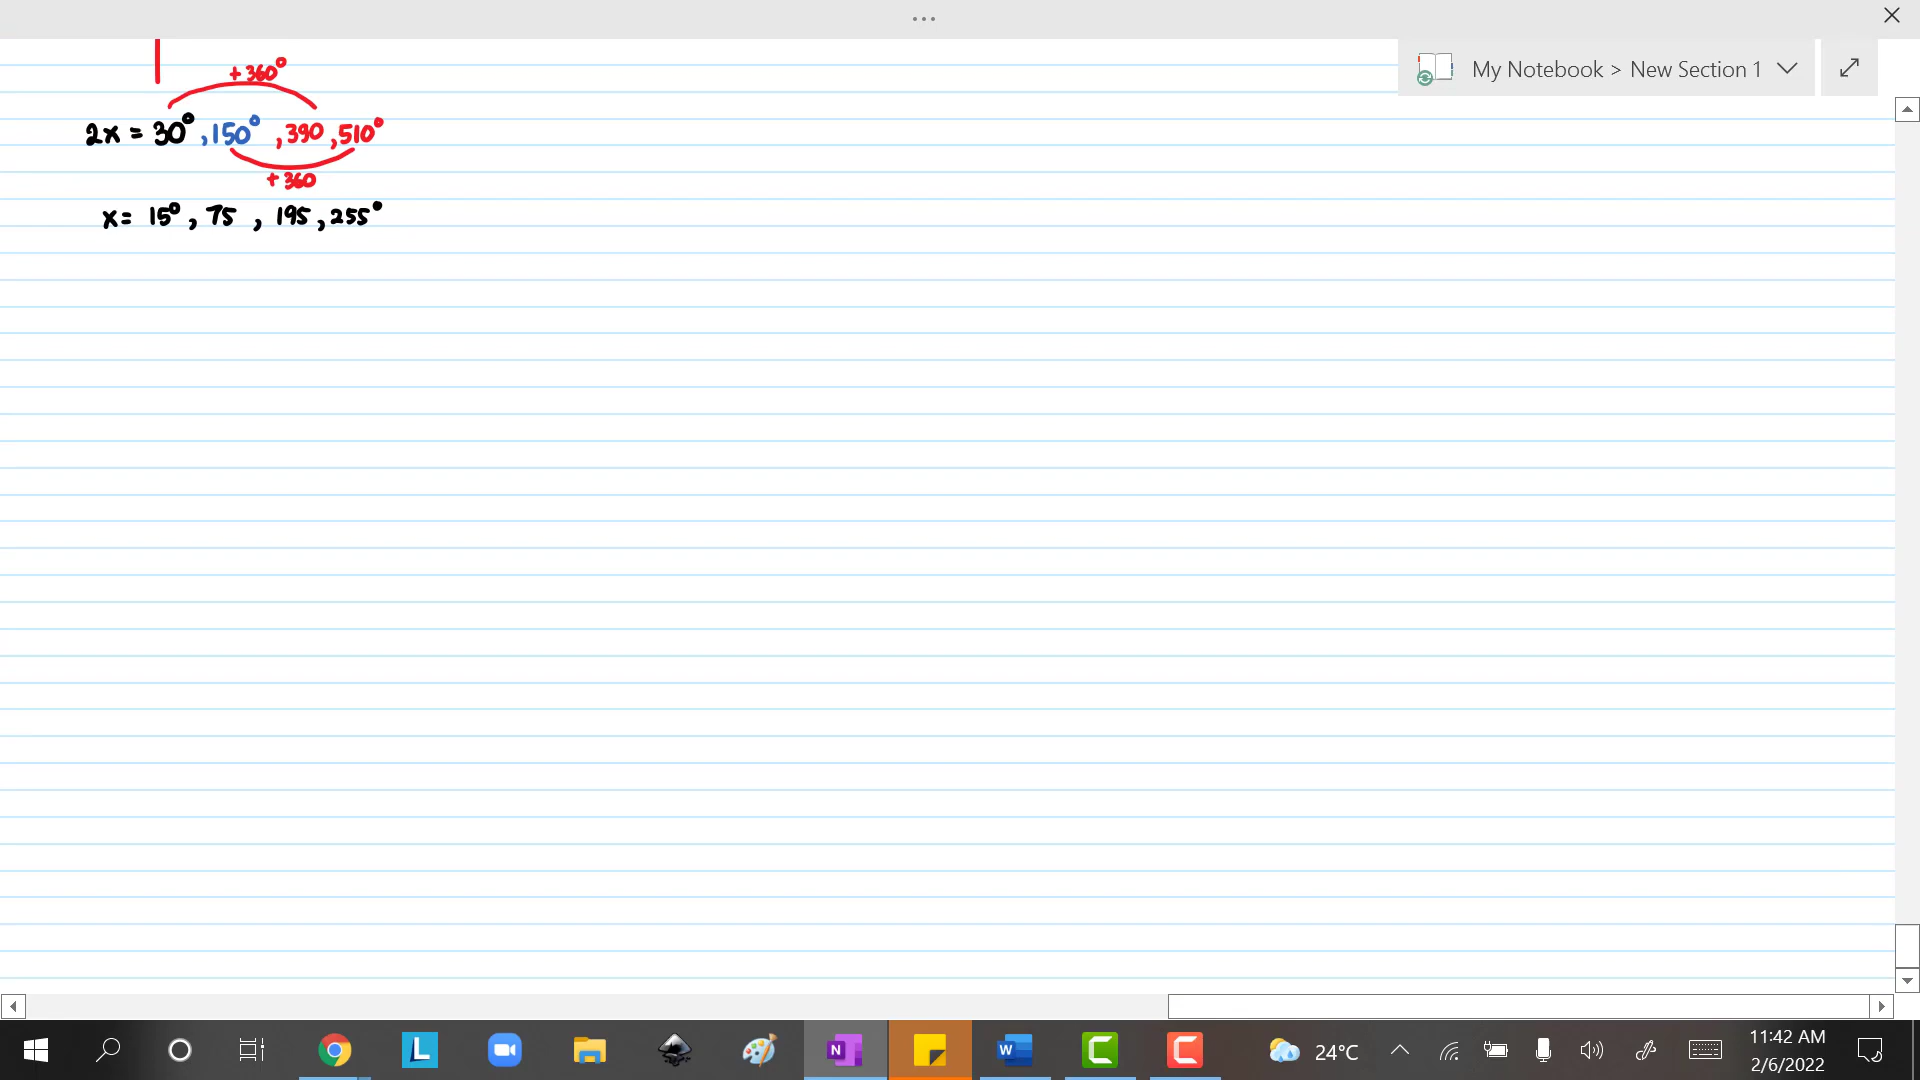 My Notebook > New Section 1
+360°
2x = 30°, 150°, 390, 510°
+360
x = 15°, 75, 195, 255°
24°C
11:42 AM
2/6/2022